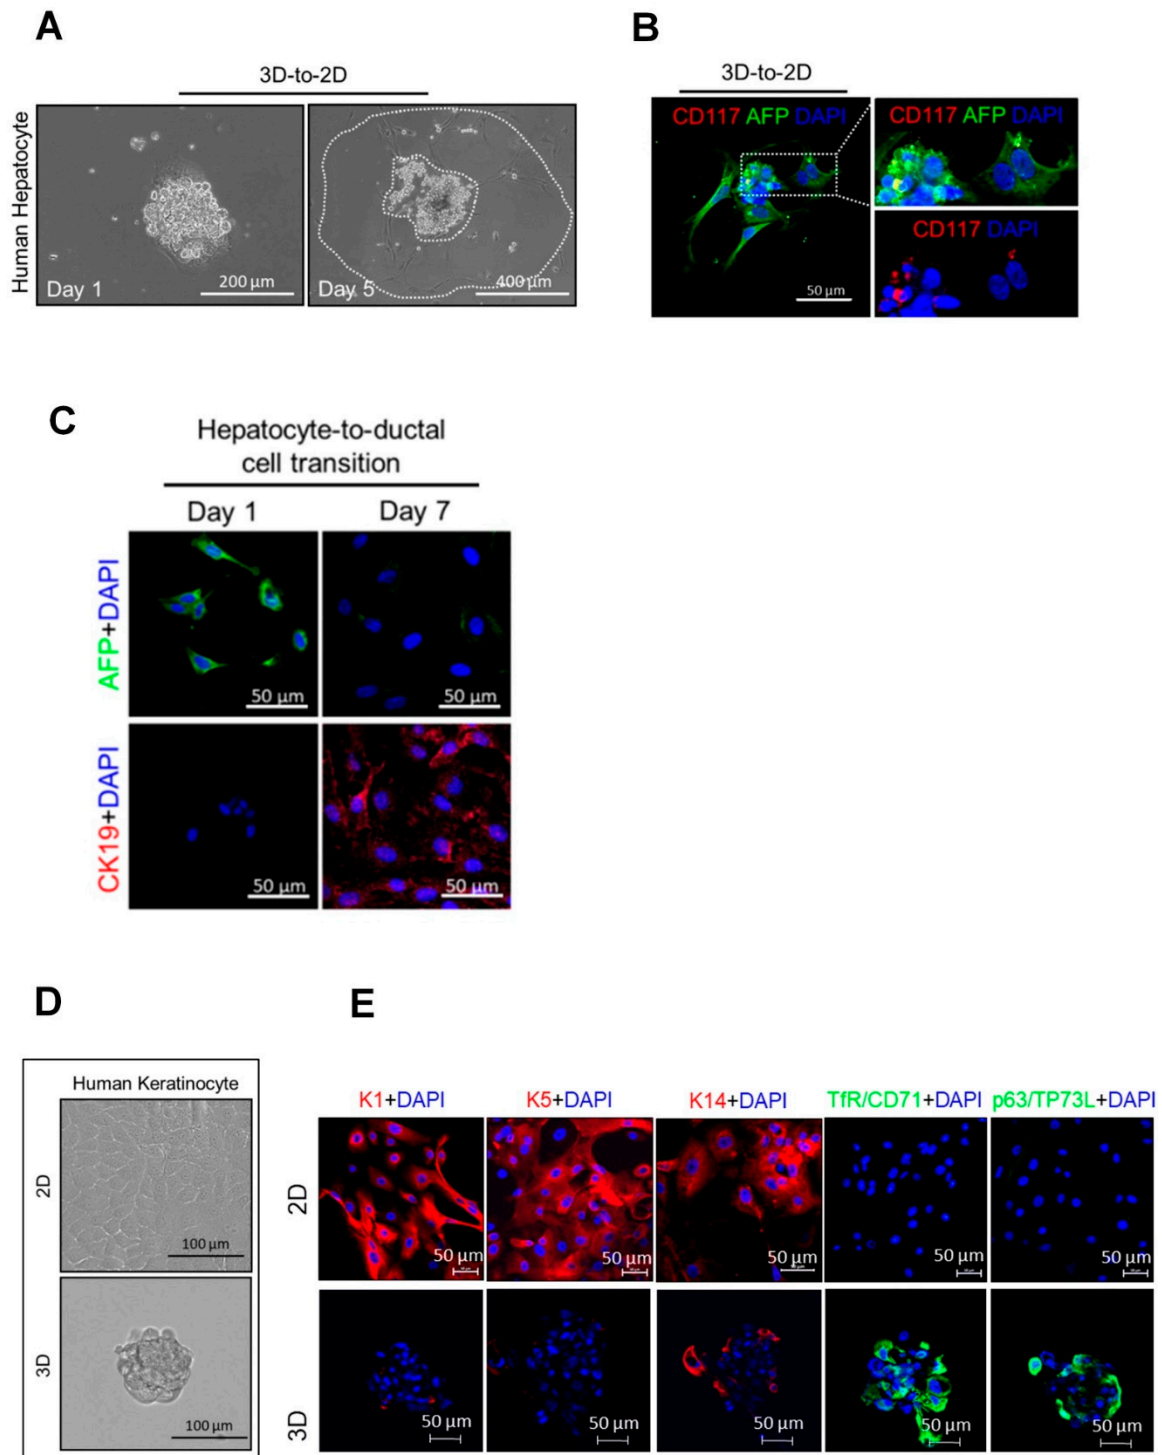 A
3D-to-2D
Human Hepatocyte
Day 1
200 µm
Day 5
400 µm
B
3D-to-2D
CD117 AFP DAPI
50 µm
CD117 AFP DAPI
CD117 DAPI
C
Hepatocyte-to-ductal
cell transition
Day 1
Day 7
AFP+DAPI
50 µm
50 µm
CK19+DAPI
50 µm
50 µm
D
Human Keratinocyte
2D
100 µm
3D
100 µm
E
K1+DAPI
K5+DAPI
K14+DAPI
TfR/CD71+DAPI
p63/TP73L+DAPI
2D
50 µm
50 µm
50 µm
50 µm
50 µm
3D
50 µm
50 µm
50 µm
50 µm
50 µm